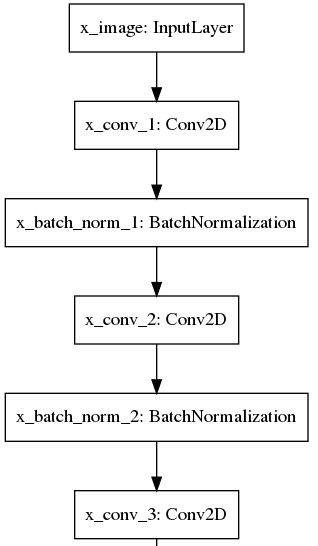 x_image: InputLayer
x_conv_1: Conv2D
x_batch_norm_1: BatchNormalization
x_conv_2: Conv2D
x_batch_norm_2: BatchNormalization
x_conv_3: Conv2D